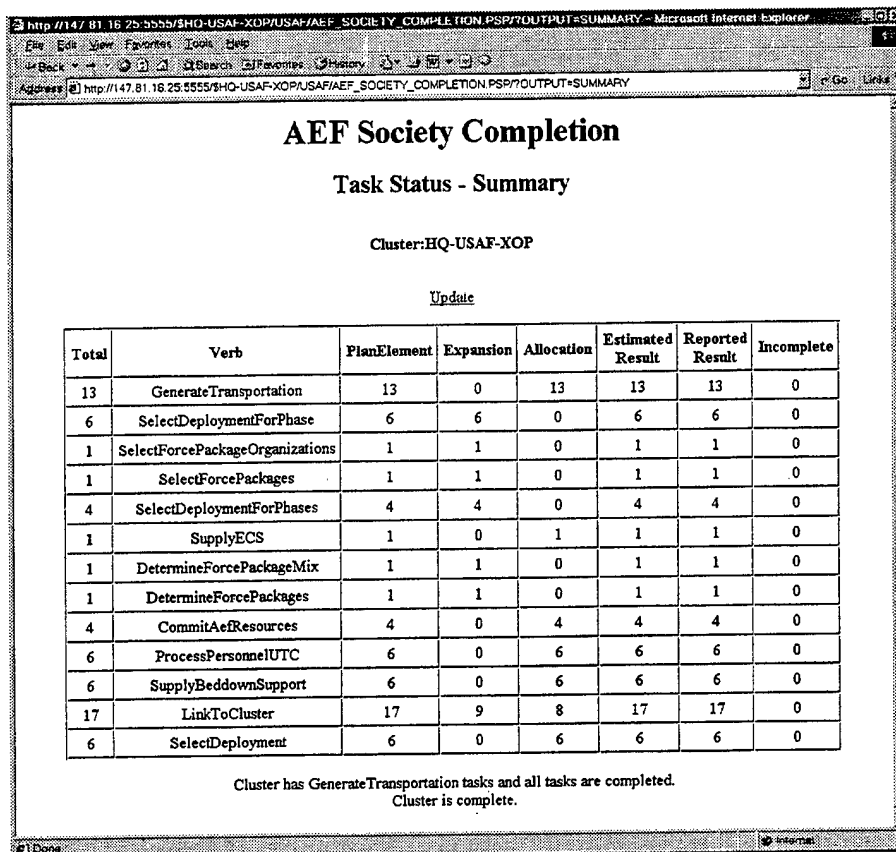 http://147.81.16.25:5555/$HQ-USAF-XOP/USAF/AEF_SOCIETY_COMPLETION.PSP/?OUTPUT=SUMMARY - Microsoft Internet Explorer
File Edit View Favorites Tools Help
Back Search Favorites History
Address http://147.81.16.25:5555/$HQ-USAF-XOP/USAF/AEF_SOCIETY_COMPLETION.PSP/?OUTPUT=SUMMARY Go Links
AEF Society Completion
Task Status - Summary
Cluster:HQ-USAF-XOP
Update
Total Verb PlanElement Expansion Allocation Estimated Result Reported Result Incomplete
13 GenerateTransportation 13 0 13 13 13 0
6 SelectDeploymentForPhase 6 6 0 6 6 0
1 SelectForcePackageOrganizations 1 1 0 1 1 0
1 SelectForcePackages 1 1 0 1 1 0
4 SelectDeploymentForPhases 4 4 0 4 4 0
1 SupplyECS 1 0 1 1 1 0
1 DetermineForcePackageMix 1 1 0 1 1 0
1 DetermineForcePackages 1 1 0 1 1 0
4 CommitAefResources 4 0 4 4 4 0
6 ProcessPersonnelUTC 6 0 6 6 6 0
6 SupplyBeddownSupport 6 0 6 6 6 0
17 LinkToCluster 17 9 8 17 17 0
6 SelectDeployment 6 0 6 6 6 0
Cluster has GenerateTransportation tasks and all tasks are completed.
Cluster is complete.
Done Internet